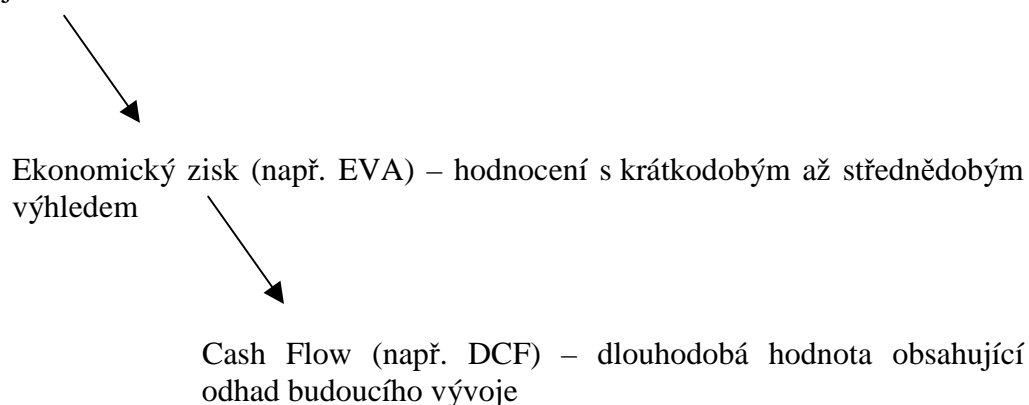 Ekonomický zisk (např. EVA) – hodnocení s krátkodobým až střednědobým
výhledem
Cash Flow (např. DCF) – dlouhodobá hodnota obsahující
odhad budoucího vývoje